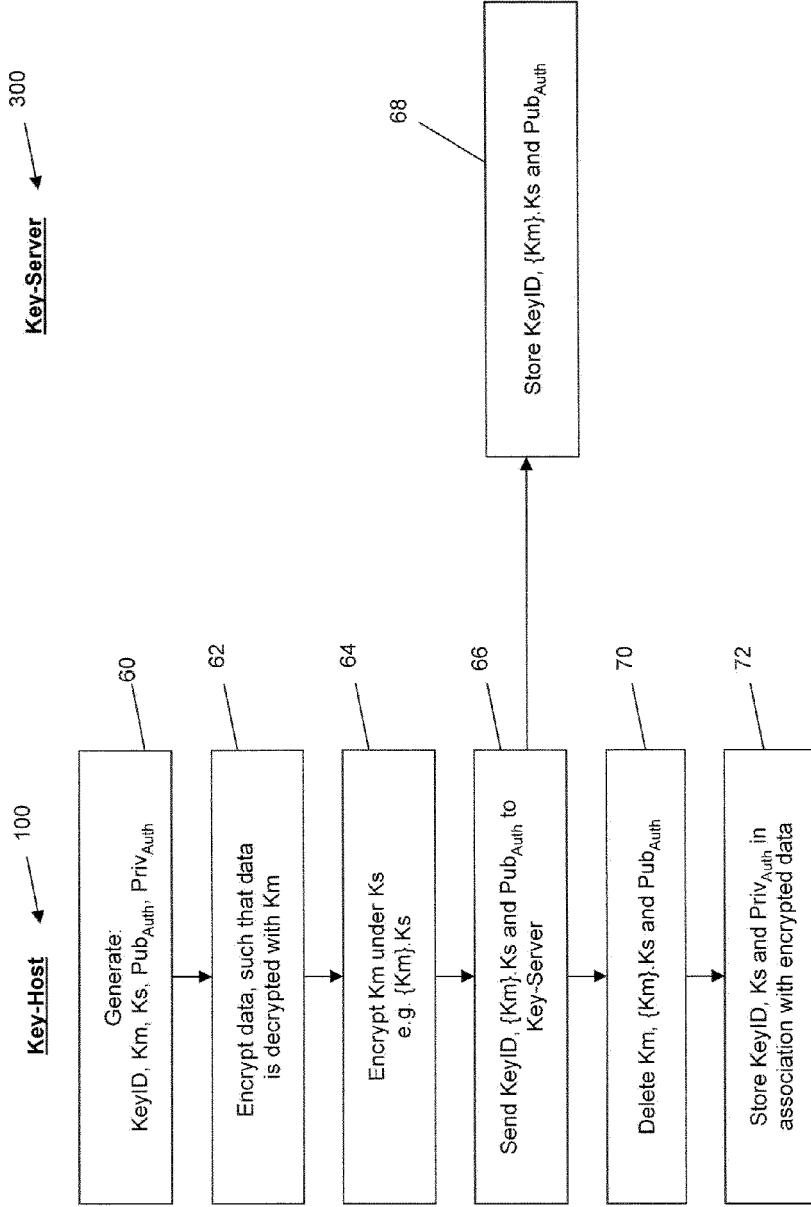 Key-Host
100
Key-Server
300
Generate:
KeyID, Km, Ks, PubAuth, PrivAuth
60
Encrypt data, such that data
is decrypted with Km
62
Encrypt Km under Ks
e.g. {Km}.Ks
64
Send KeyID, {Km}.Ks and PubAuth to
Key-Server
66
Store KeyID, {Km}.Ks and PubAuth
68
Delete Km, {Km}.Ks and PubAuth
70
Store KeyID, Ks and PrivAuth in
association with encrypted data
72